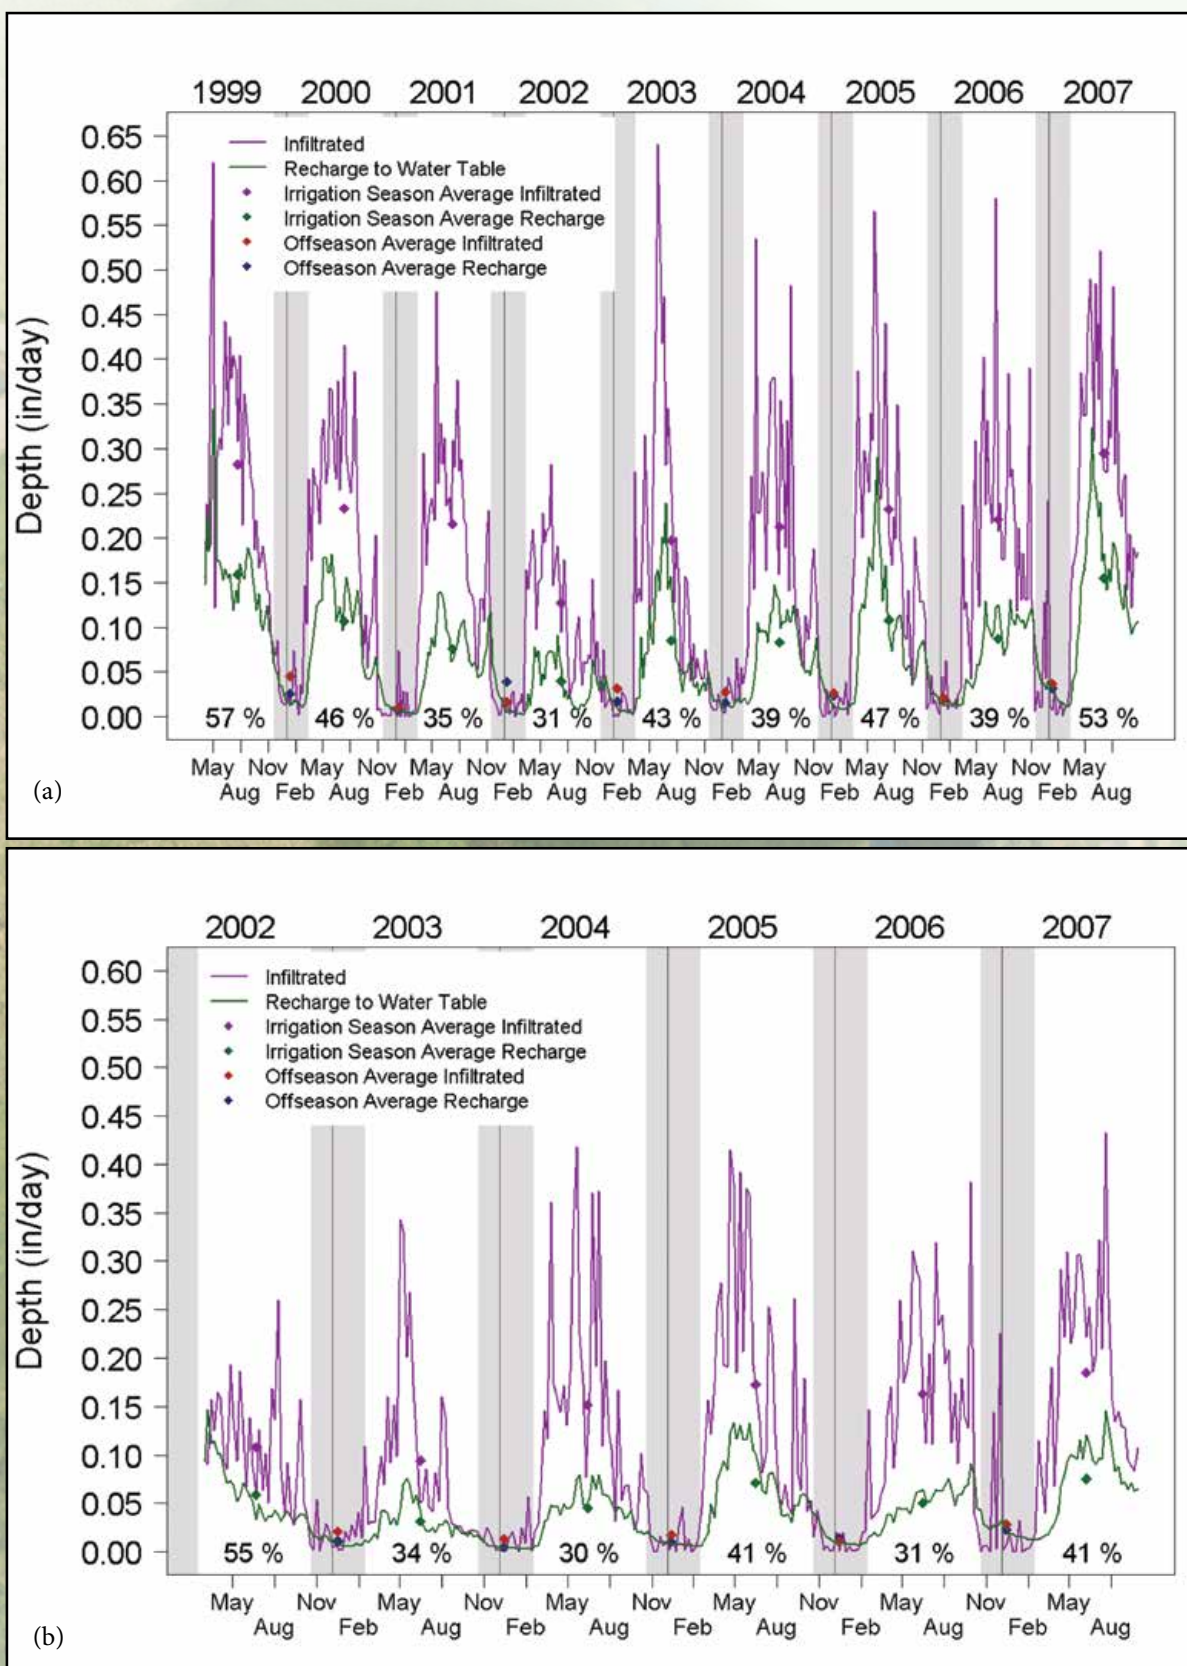 1999 2000 2001 2002 2003 2004 2005 2006 2007
Infiltrated
Recharge to Water Table
Irrigation Season Average Infiltrated
Irrigation Season Average Recharge
Offseason Average Infiltrated
Offseason Average Recharge
Depth (in/day)
0.65
0.60
0.55
0.50
0.45
0.40
0.35
0.30
0.25
0.20
0.15
0.10
0.05
0.00
57 % 46 % 35 % 31 % 43 % 39 % 47 % 39 % 53 %
May Nov May Nov May Nov May Nov May Nov May Nov May Nov May Nov May
Aug Feb Aug Feb Aug Feb Aug Feb Aug Feb Aug Feb Aug Feb Aug Feb Aug
(a)
2002 2003 2004 2005 2006 2007
Infiltrated
Recharge to Water Table
Irrigation Season Average Infiltrated
Irrigation Season Average Recharge
Offseason Average Infiltrated
Offseason Average Recharge
Depth (in/day)
0.60
0.55
0.50
0.45
0.40
0.35
0.30
0.25
0.20
0.15
0.10
0.05
0.00
55 % 34 % 30 % 41 % 31 % 41 %
May Nov May Nov May Nov May Nov May Nov May
Aug Feb Aug Feb Aug Feb Aug Feb Aug Feb Aug
(b)